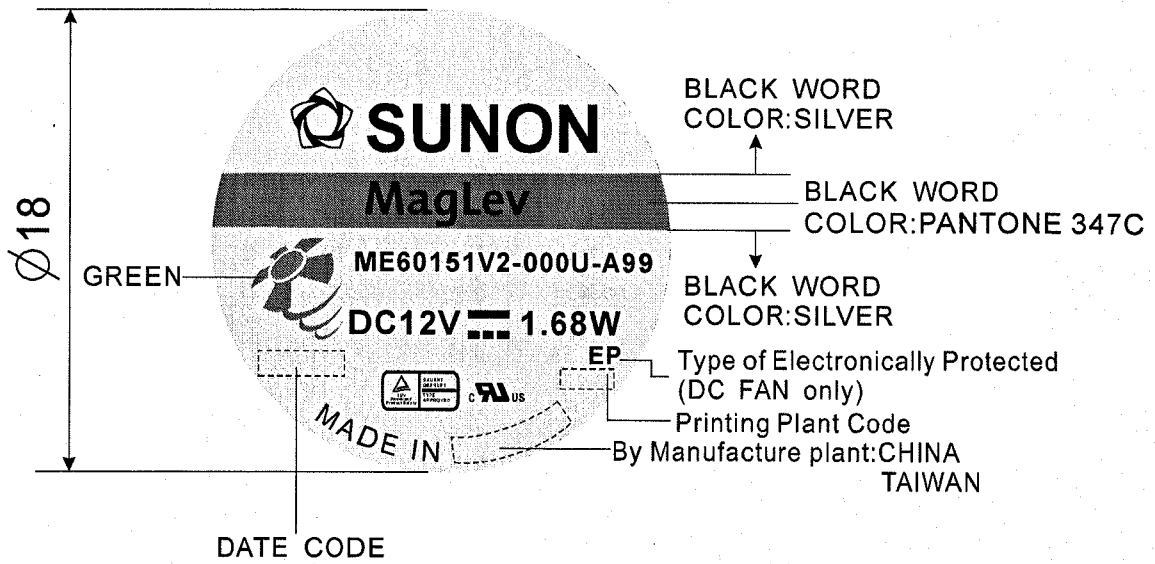 SUNON
MagLev
ME60151V2-000U-A99
DC12V 1.68W
EP
TYPE
APPROVED
c US
MADE IN
Ø18
GREEN
DATE CODE
BLACK WORD
COLOR:SILVER
BLACK WORD
COLOR:PANTONE 347C
BLACK WORD
COLOR:SILVER
Type of Electronically Protected
(DC FAN only)
Printing Plant Code
By Manufacture plant:CHINA
TAIWAN